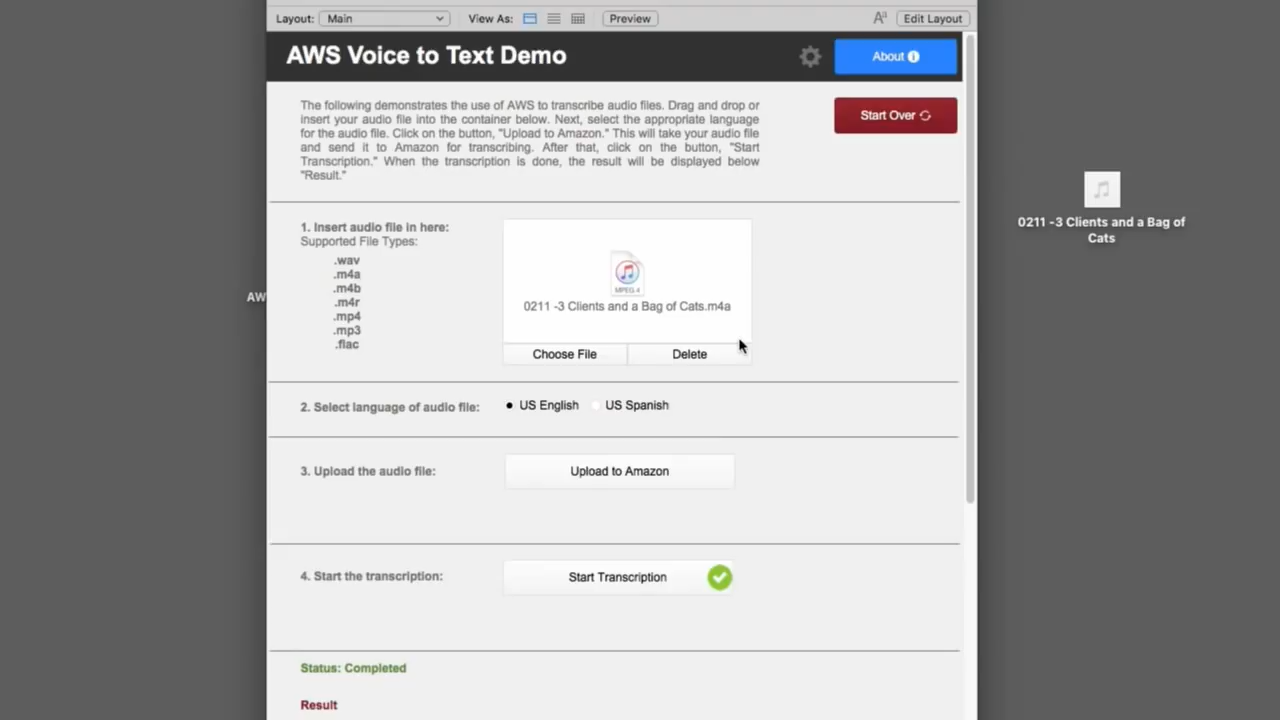 Layout: Main View As: Preview Aa Edit Layout
AWS Voice to Text Demo
About
The following demonstrates the use of AWS to transcribe audio files. Drag and drop or
insert your audio file into the container below. Next, select the appropriate language
for the audio file. Click on the button, "Upload to Amazon." This will take your audio file
and send it to Amazon for transcribing. After that, click on the button, "Start
Transcription." When the transcription is done, the result will be displayed below
"Result."
Start Over
0211 -3 Clients and a Bag of
Cats
1. Insert audio file in here:
Supported File Types:
.wav
.m4a
.m4b
.m4r
.mp4
.mp3
.flac
AW
MPEG 4
0211 -3 Clients and a Bag of Cats.m4a
Choose File Delete
2. Select language of audio file: US English US Spanish
3. Upload the audio file: Upload to Amazon
4. Start the transcription: Start Transcription
Status: Completed
Result